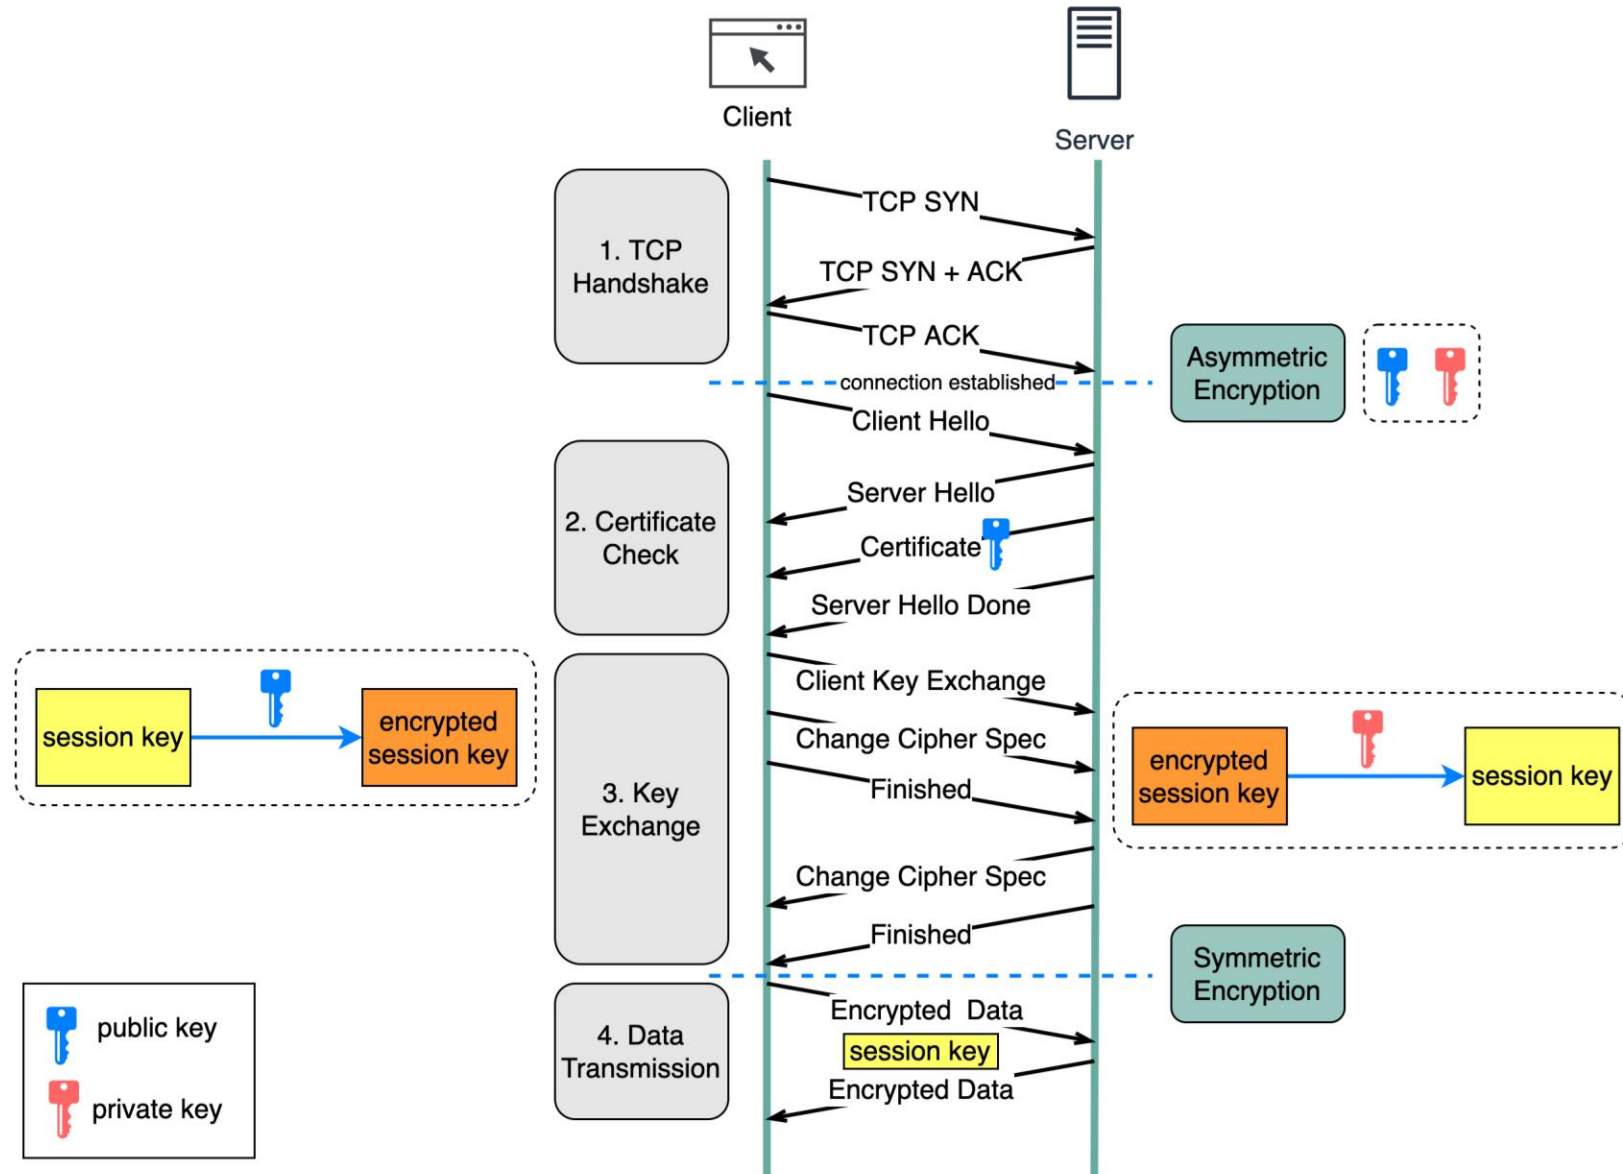 Client
Server
1. TCP
Handshake
TCP SYN
TCP SYN + ACK
TCP ACK
connection established
Asymmetric
Encryption
Client Hello
2. Certificate
Check
Server Hello
Certificate
Server Hello Done
3. Key
Exchange
Client Key Exchange
Change Cipher Spec
Finished
Change Cipher Spec
Finished
session key
encrypted
session key
encrypted
session key
session key
Symmetric
Encryption
4. Data
Transmission
Encrypted Data
session key
Encrypted Data
public key
private key